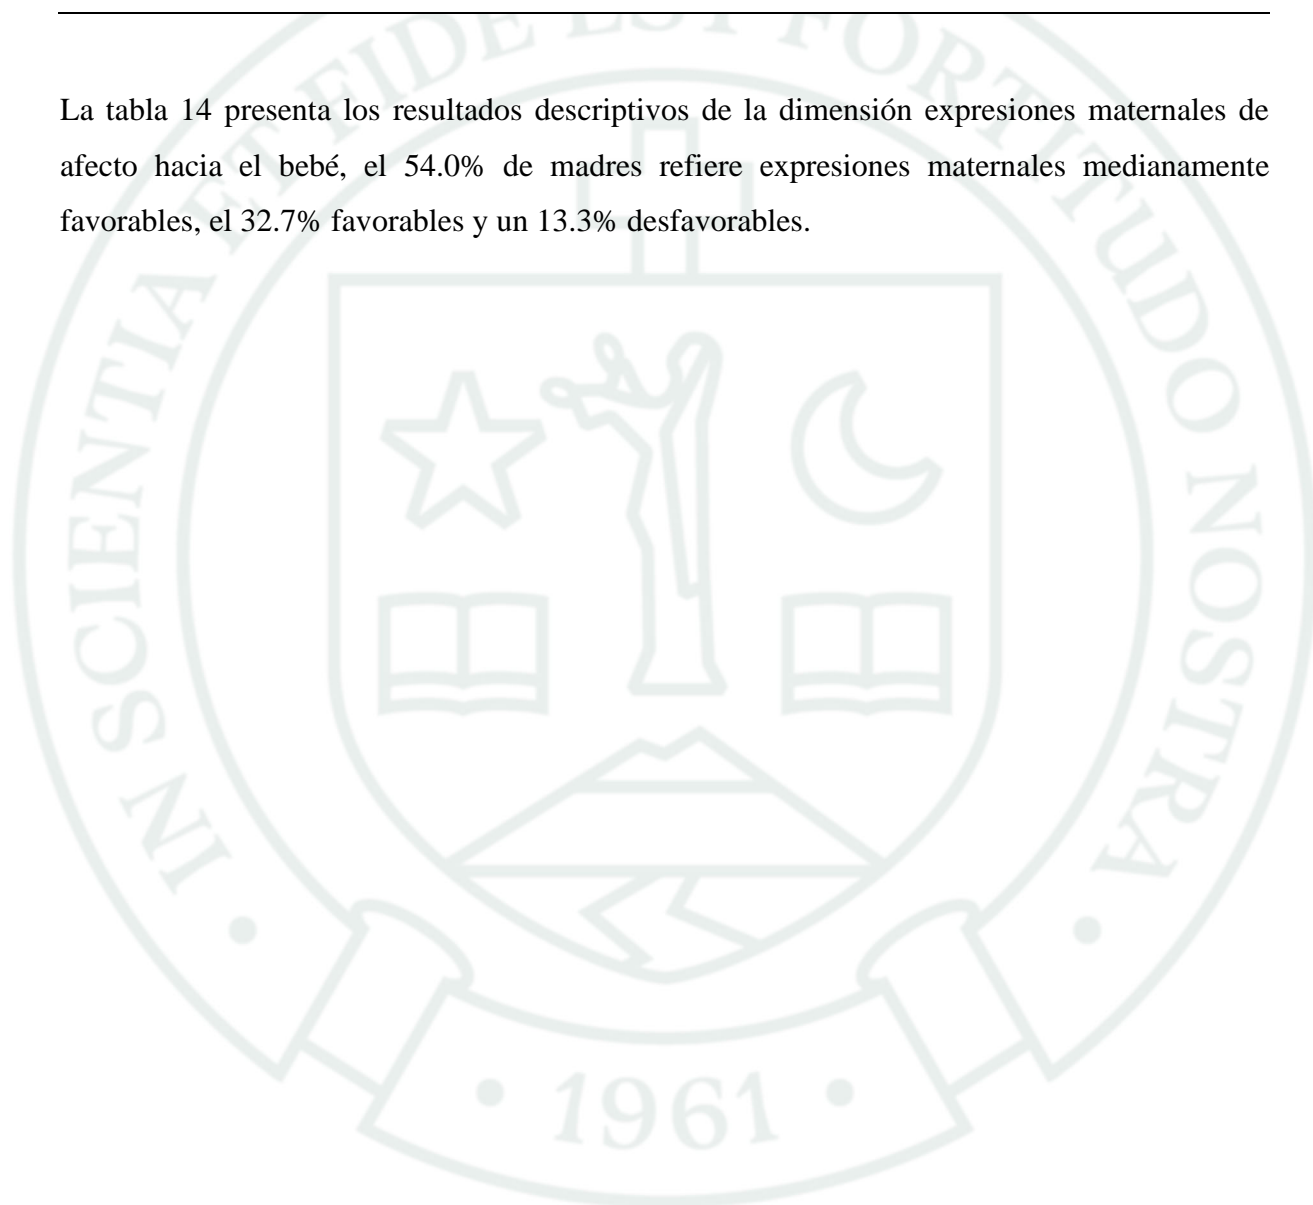 La tabla 14 presenta los resultados descriptivos de la dimensión expresiones maternales de
afecto hacia el bebé, el 54.0% de madres refiere expresiones maternales medianamente
favorables, el 32.7% favorables y un 13.3% desfavorables.
IN SCIENTIA ET FIDE EST FORTITUDO NOSTRA
• 1961 •